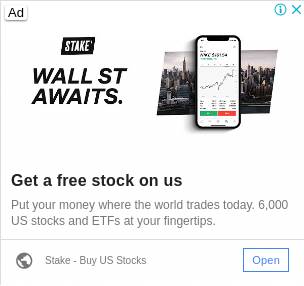 Ad
STAKE
WALL ST
AWAITS.
Get a free stock on us
Put your money where the world trades today. 6,000
US stocks and ETFs at your fingertips.
Stake - Buy US Stocks
Open